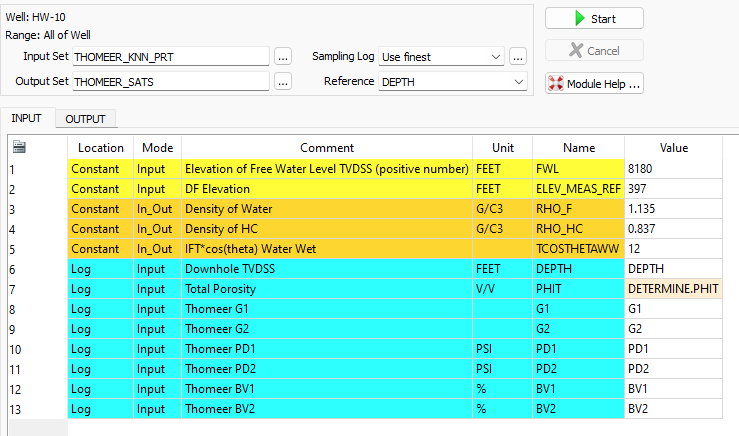 Well: HW-10
Range: All of Well
Input Set THOMEER_KNN_PRT ... Sampling Log Use finest ...
Output Set THOMEER_SATS ... Reference DEPTH
Start
Cancel
Module Help ...
INPUT OUTPUT
Location Mode Comment Unit Name Value
1 Constant Input Elevation of Free Water Level TVDSS (positive number) FEET FWL 8180
2 Constant Input DF Elevation FEET ELEV_MEAS_REF 397
3 Constant In_Out Density of Water G/C3 RHO_F 1.135
4 Constant In_Out Density of HC G/C3 RHO_HC 0.837
5 Constant In_Out IFT*cos(theta) Water Wet TCOSTHETAWW 12
6 Log Input Downhole TVDSS FEET DEPTH DEPTH
7 Log Input Total Porosity V/V PHIT DETERMINE.PHIT
8 Log Input Thomeer G1 G1 G1
9 Log Input Thomeer G2 G2 G2
10 Log Input Thomeer PD1 PSI PD1 PD1
11 Log Input Thomeer PD2 PSI PD2 PD2
12 Log Input Thomeer BV1 % BV1 BV1
13 Log Input Thomeer BV2 % BV2 BV2